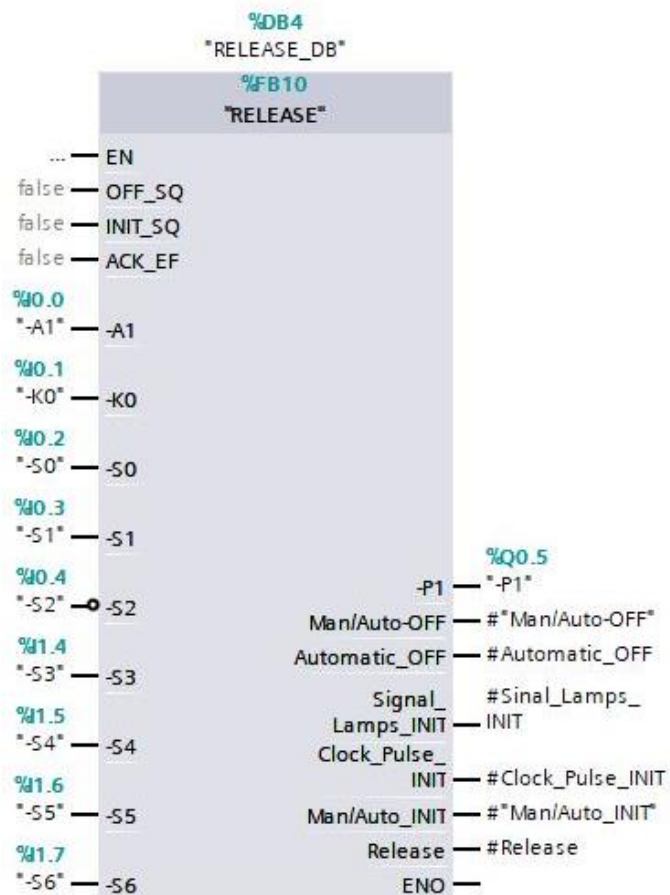 %DB4
"RELEASE_DB"
%FB10
"RELEASE"
... EN
false OFF_SQ
false INIT_SQ
false ACK_EF
%I0.0
"-A1" -A1
%I0.1
"-K0" -K0
%I0.2
"-S0" -S0
%I0.3
"-S1" -S1
%I0.4
"-S2" -S2
%I1.4
"-S3" -S3
%I1.5
"-S4" -S4
%I1.6
"-S5" -S5
%I1.7
"-S6" -S6
%Q0.5
-P1 "-P1"
Man/Auto-OFF #"Man/Auto-OFF"
Automatic_OFF #Automatic_OFF
Signal_ #Sinal_Lamps_
Lamps_INIT INIT
Clock_Pulse_
INIT #Clock_Pulse_INIT
Man/Auto_INIT #"Man/Auto_INIT"
Release #Release
ENO